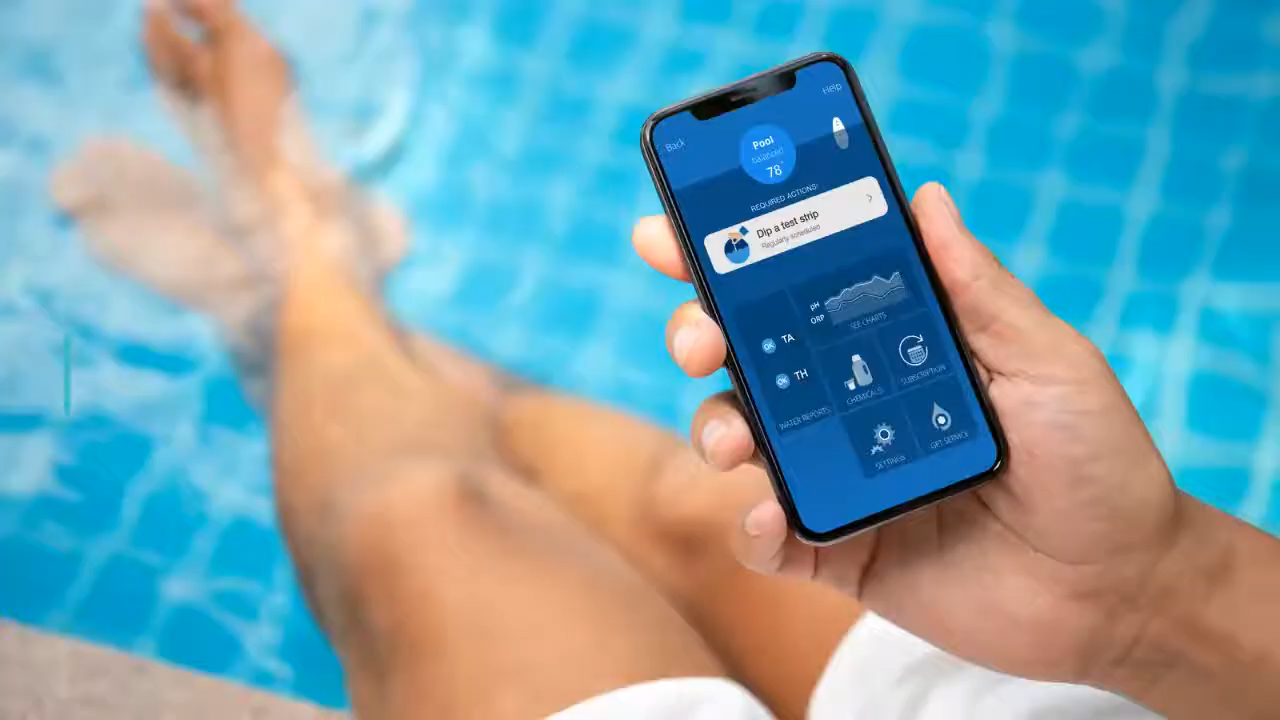 Help
Back
Pool
balanced
78°
REQUIRED ACTIONS:
Dip a test strip
Regularly scheduled
pH
ORP
SEE CHARTS
OK TA
OK TH
WATER REPORTS
CHEMICALS
SUBSCRIPTION
SETTINGS
GET SERVICE